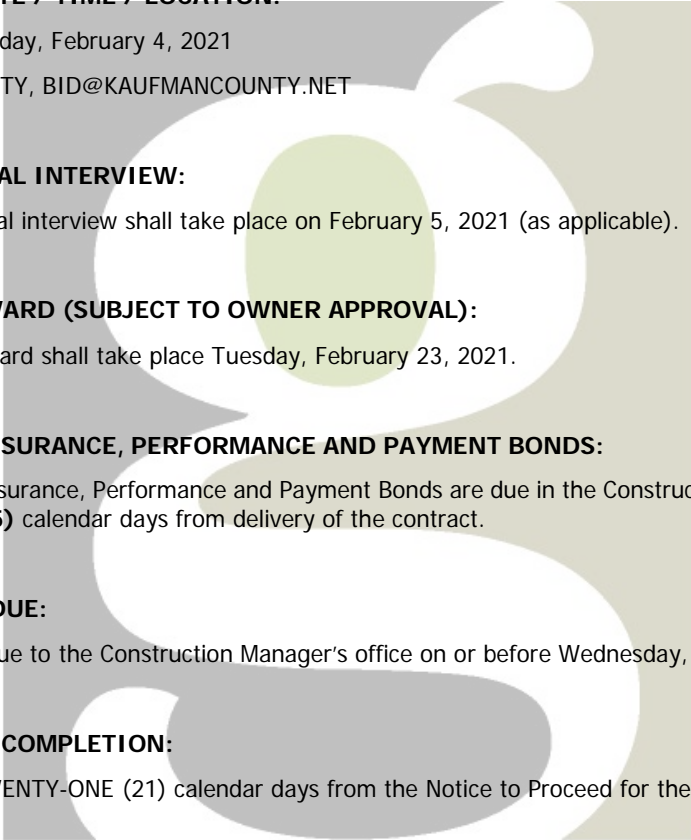 TE / TIME / LOCATION:
day, February 4, 2021
TY, BID@KAUFMANCOUNTY.NET
AL INTERVIEW:
al interview shall take place on February 5, 2021 (as applicable).
WARD (SUBJECT TO OWNER APPROVAL):
ard shall take place Tuesday, February 23, 2021.
SURANCE, PERFORMANCE AND PAYMENT BONDS:
surance, Performance and Payment Bonds are due in the Construc
5) calendar days from delivery of the contract.
DUE:
ue to the Construction Manager's office on or before Wednesday,
COMPLETION:
ENTY-ONE (21) calendar days from the Notice to Proceed for the